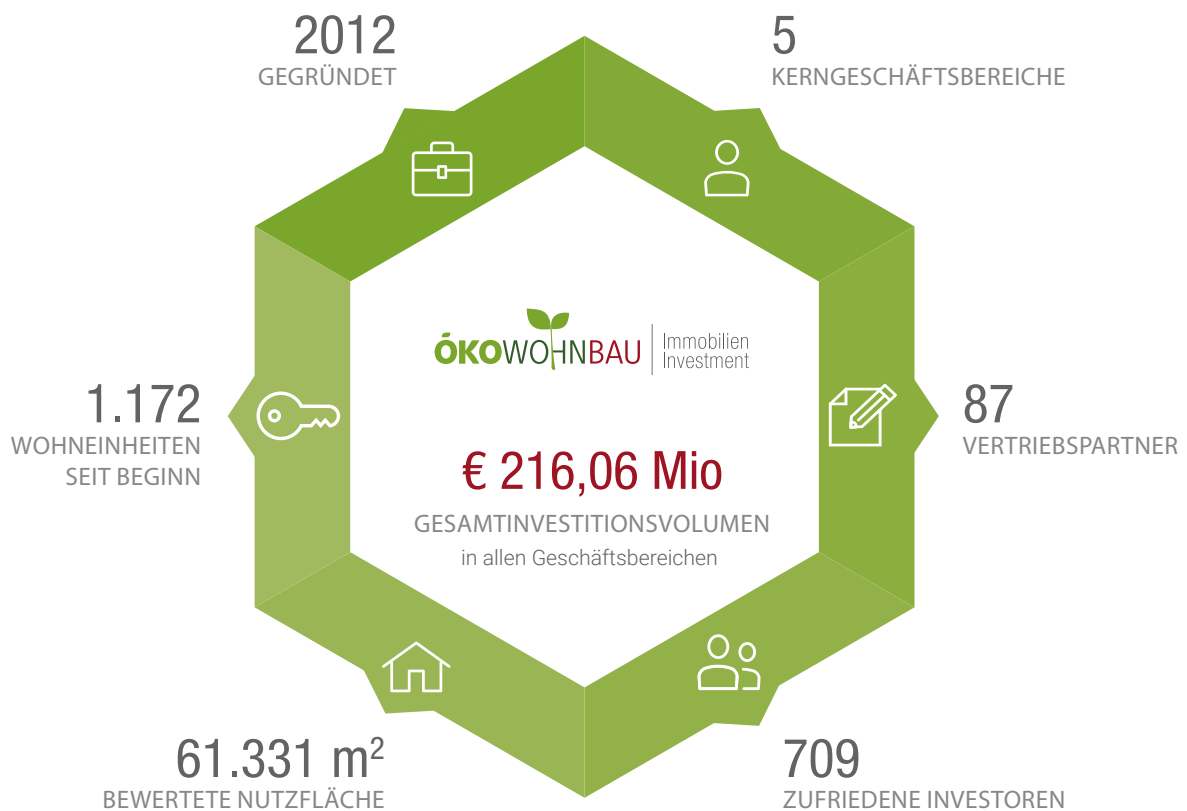 2012
GEGRÜNDET
5
KERNGESCHÄFTSBEREICHE
ÖKOWOHNBAU
Immobilien
Investment
1.172
WOHNEINHEITEN
SEIT BEGINN
87
VERTRIEBSPARTNER
€ 216,06 Mio
GESAMTINVESTITIONSVOLUMEN
in allen Geschäftsbereichen
61.331 m²
BEWERTETE NUTZFLÄCHE
709
ZUFRIEDENE INVESTOREN